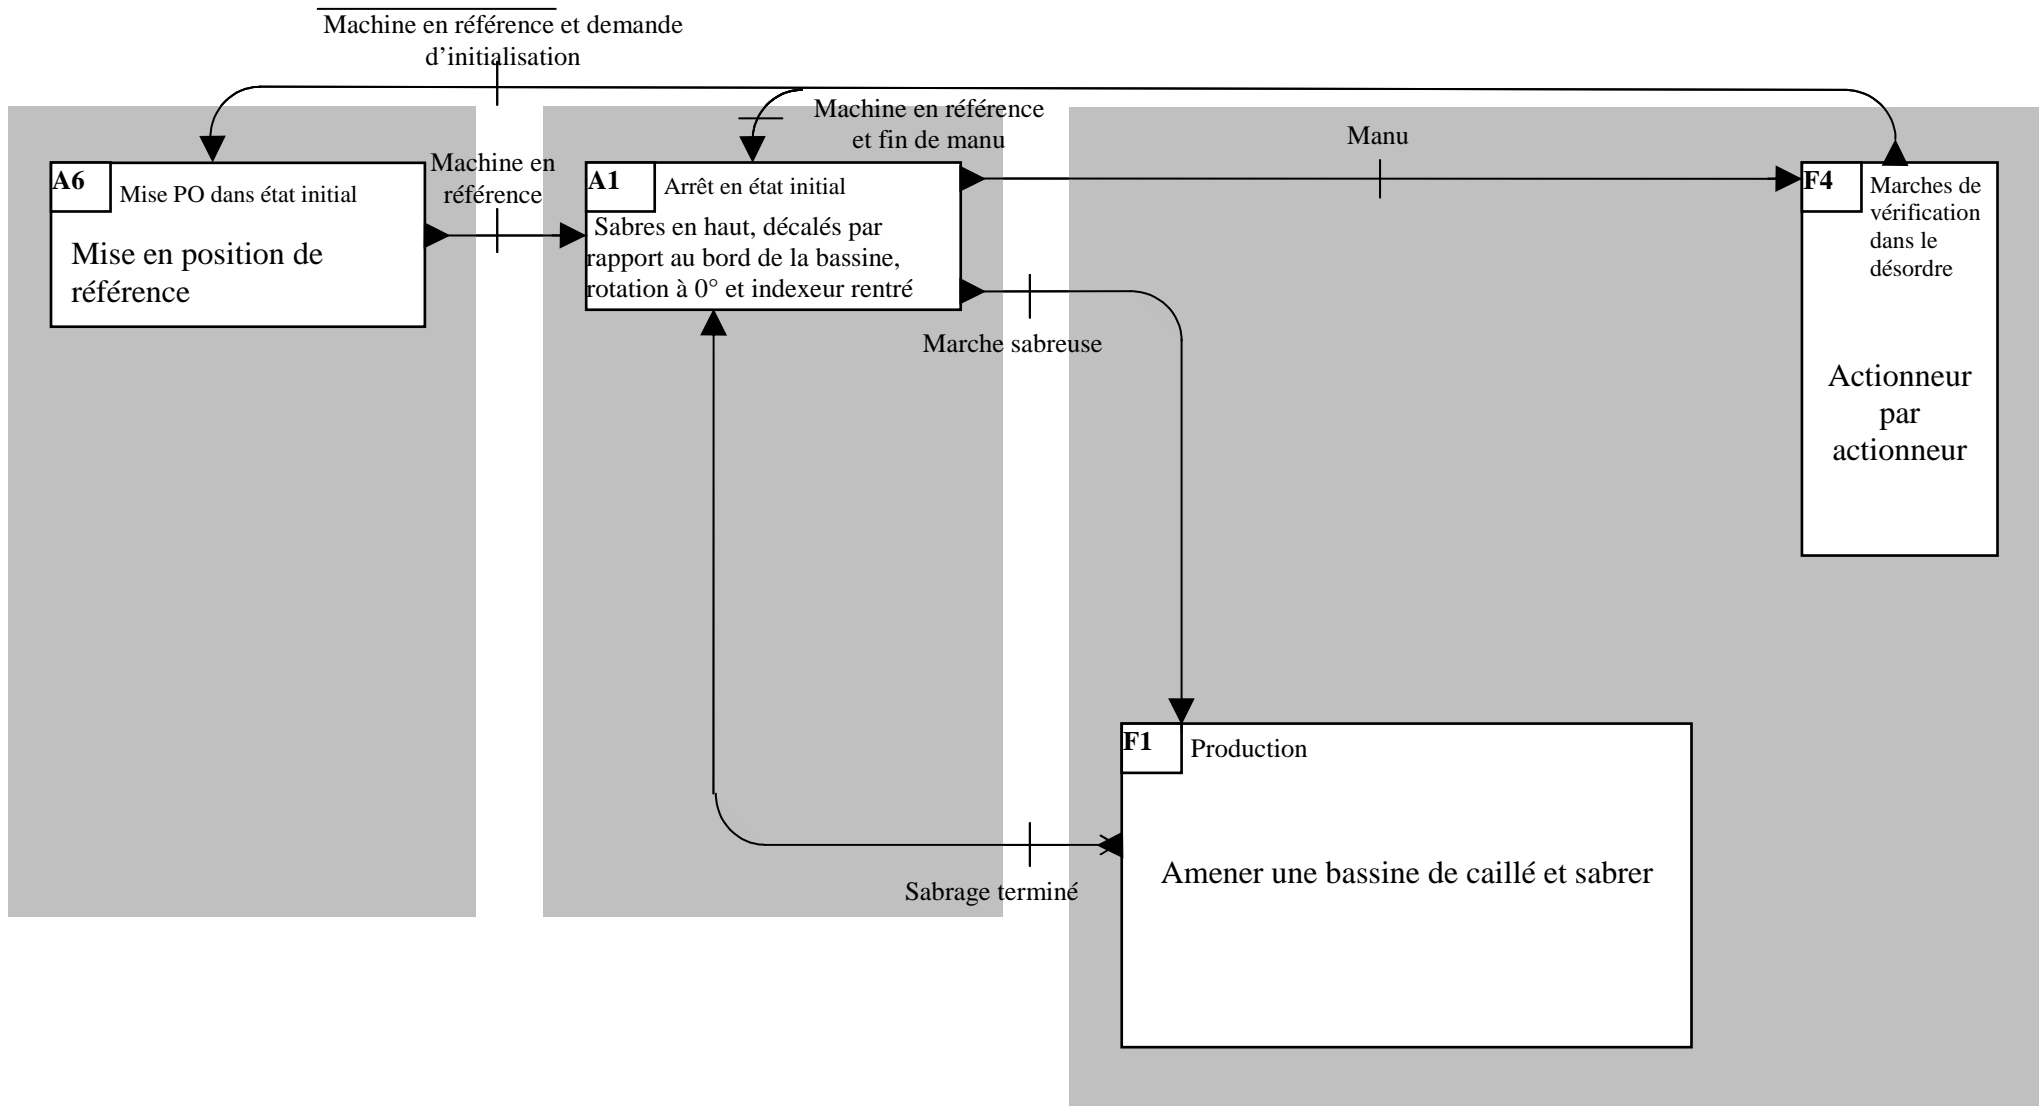 Machine en référence et demande
d’initialisation
Machine en référence
et fin de manu
Manu
Machine en
référence
A6
Mise PO dans état initial
Mise en position de
référence
A1
Arrêt en état initial
Sabres en haut, décalés par
rapport au bord de la bassine,
rotation à 0° et indexeur rentré
F4
Marches de
vérification
dans le
désordre
Actionneur
par
actionneur
Marche sabreuse
F1
Production
Amener une bassine de caillé et sabrer
Sabrage terminé